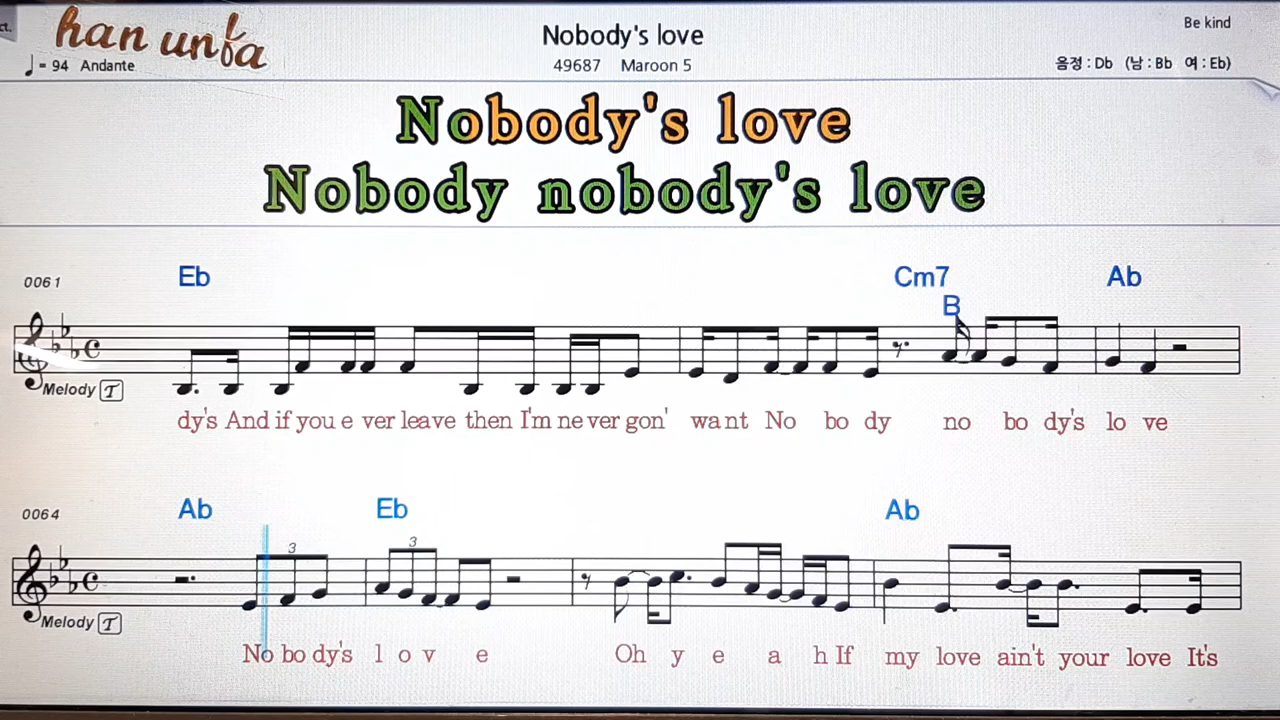 ct.
han unfa
Nobody's love
Be kind
♩= 94 Andante
49687 Maroon 5
음정 : Db (남 : Bb 여 : Eb)
Nobody's love
Nobody nobody's love
0061
Eb Cm7 Ab
B
Melody T
dy's And if you e ver leave then I'm ne ver gon' want No bo dy no bo dy's lo ve
0064
Ab Eb Ab
3 3
Melody T
No bo dy's l o v e Oh y e a h If my love ain't your love It's